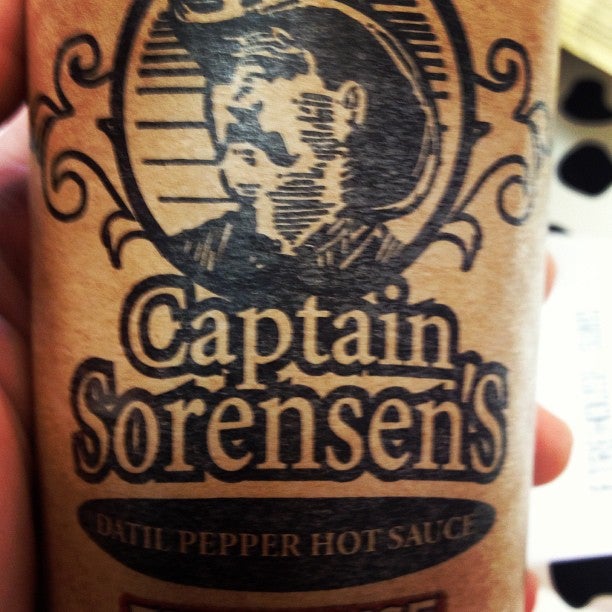 Captain
Sorensen's
DATIL PEPPER HOT SAUCE